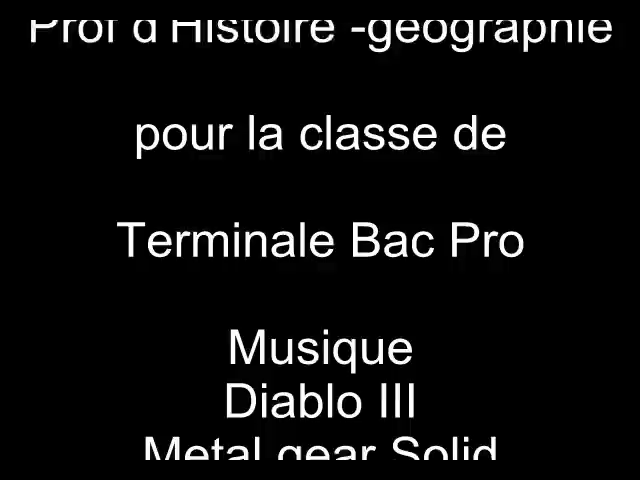 Prof d'Histoire -géographie
pour la classe de
Terminale Bac Pro
Musique
Diablo III
Metal gear Solid